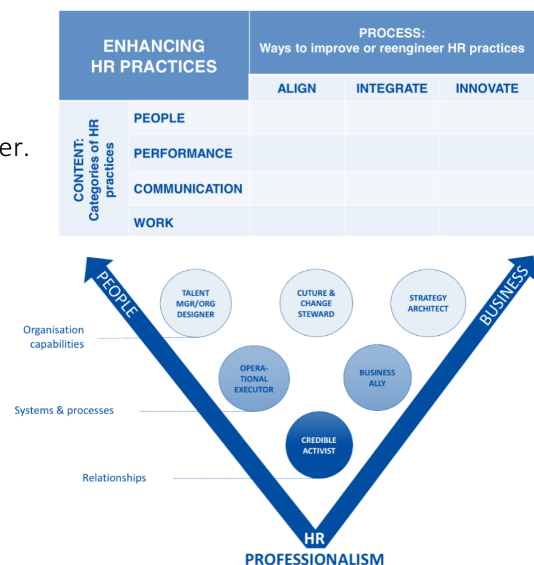 ENHANCING
HR PRACTICES
PROCESS:
Ways to improve or reengineer HR practices
ALIGN
INTEGRATE
INNOVATE
er.
CONTENT:
Categories of HR
practices
PEOPLE
PERFORMANCE
COMMUNICATION
WORK
PEOPLE
BUSINESS
TALENT
MGR/ORG
DESIGNER
CUTURE &
CHANGE
STEWARD
STRATEGY
ARCHITECT
Organisation
capabilities
OPERA-
TIONAL
EXECUTOR
BUSINESS
ALLY
Systems & processes
CREDIBLE
ACTIVIST
Relationships
HR
PROFESSIONALISM